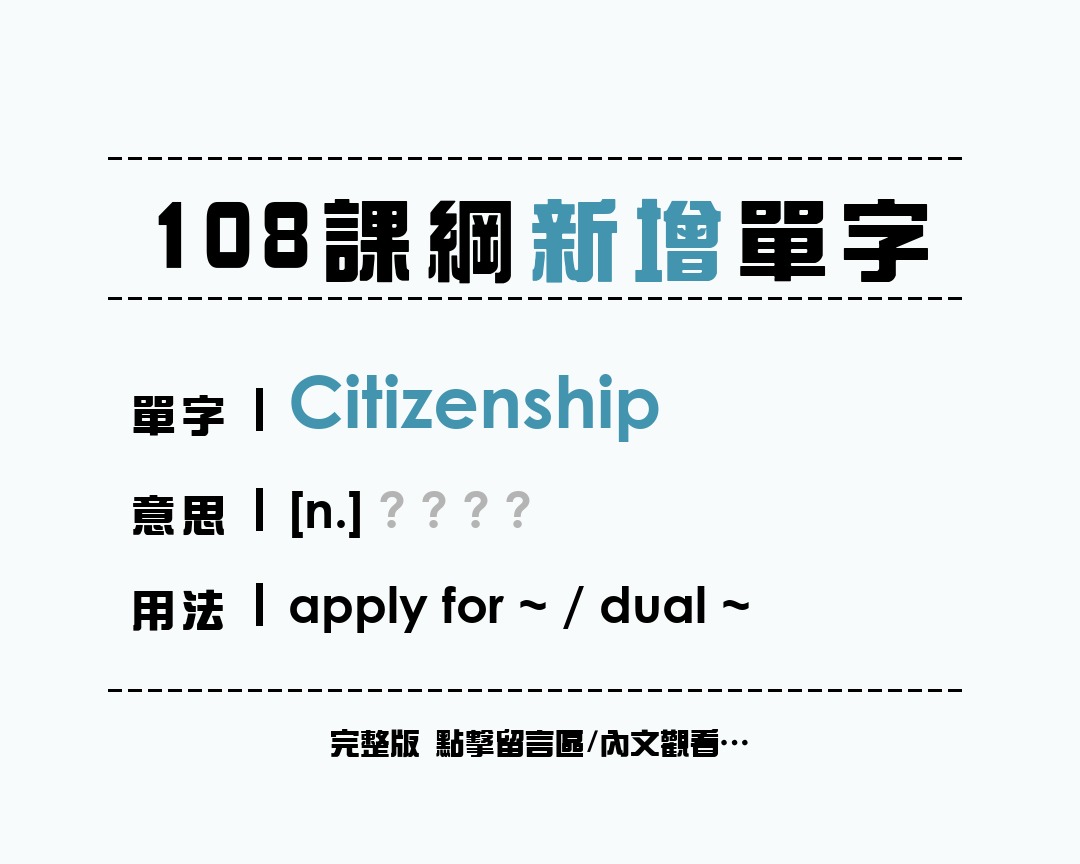 108課綱新增單字
單字 | Citizenship
意思 | [n.] ? ? ? ?
用法 | apply for ~ / dual ~
完整版 點擊留言區/內文觀看⋯